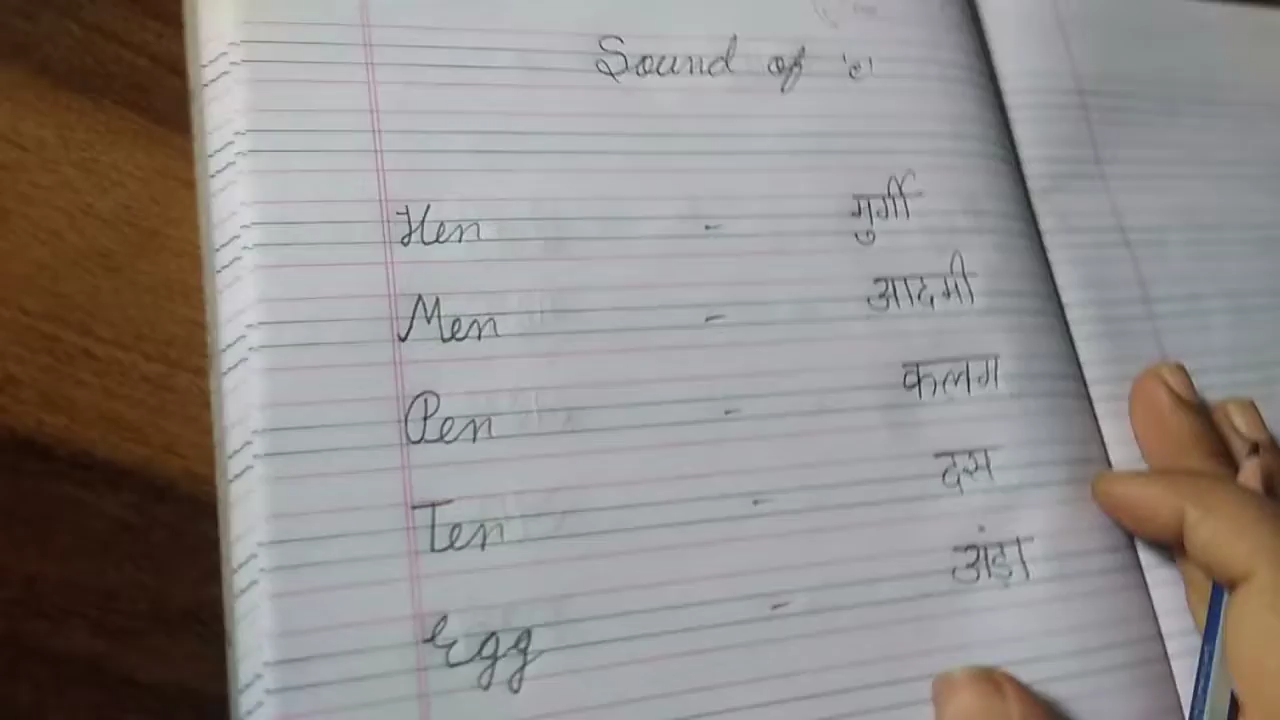 Sound of 'e'
Hen - मुर्गी
Men - आदमी
Pen - कलम
Ten - दस
Egg - अंडा